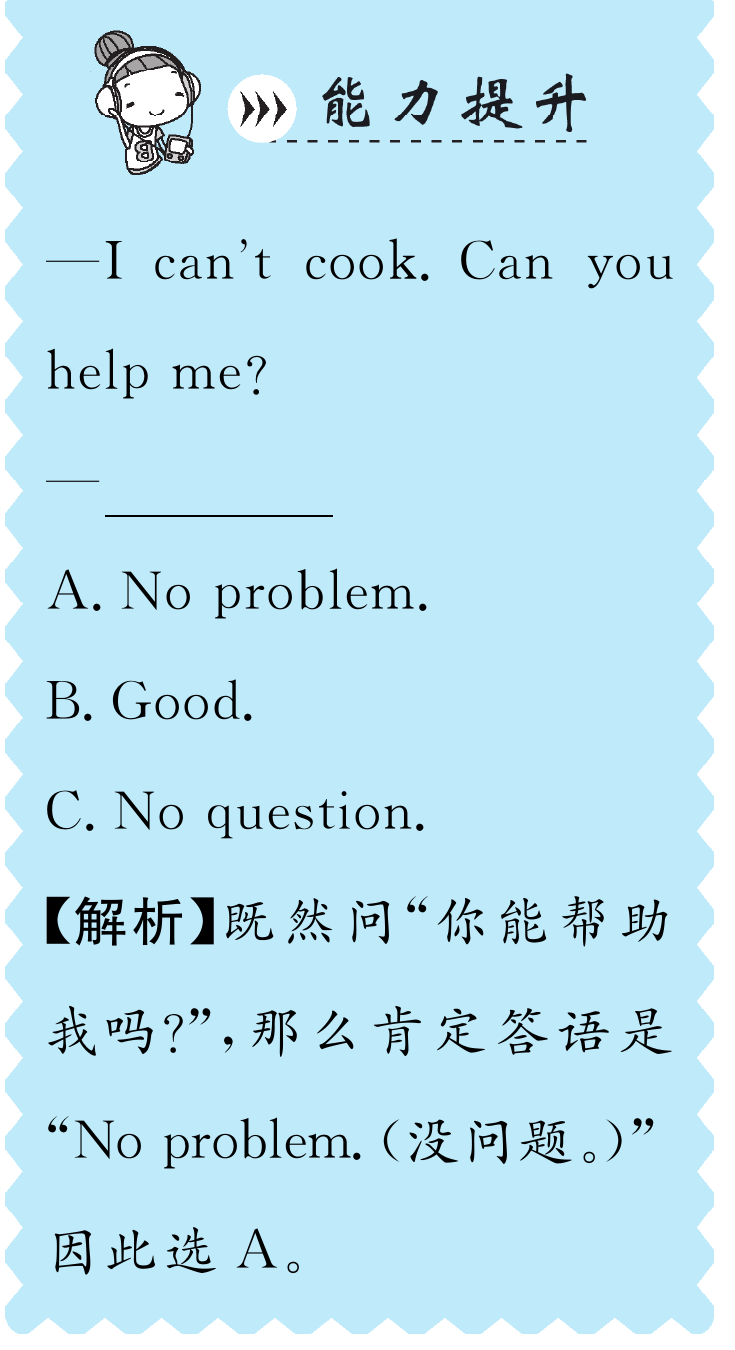 能力提升
—I can't cook. Can you
help me?
—________
A. No problem.
B. Good.
C. No question.
【解析】既然问“你能帮助
我吗?”,那么肯定答语是
“No problem.(没问题。)”
因此选 A。